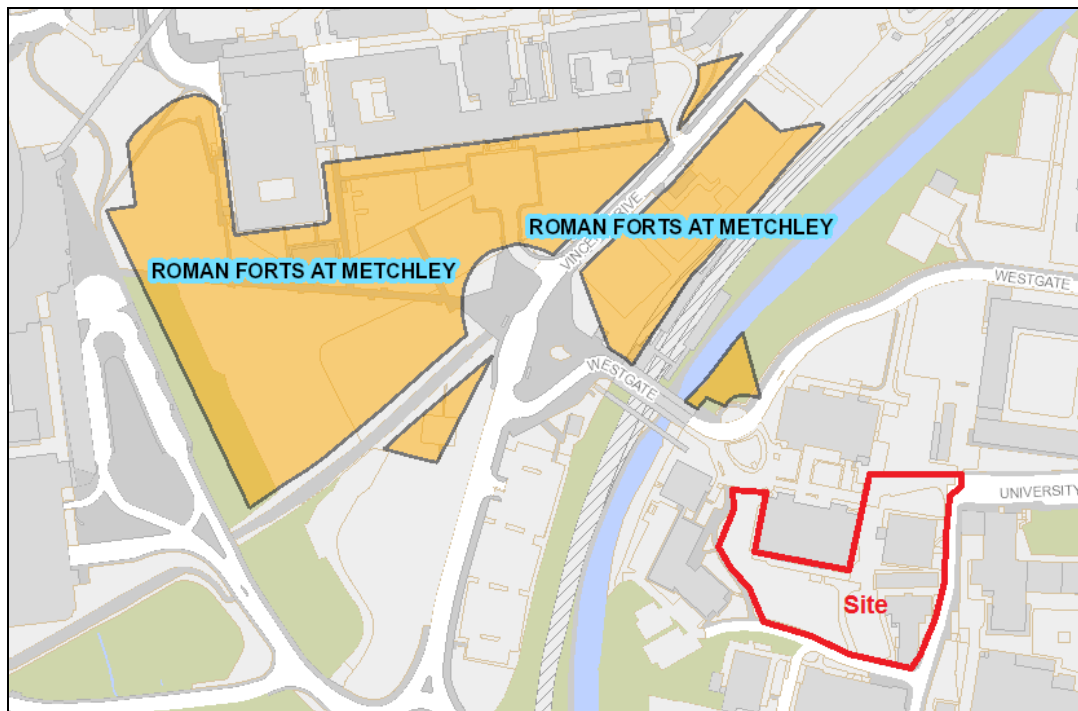 ROMAN FORTS AT METCHLEY
VINCENT DRIVE
ROMAN FORTS AT METCHLEY
WESTGATE
WESTGATE
UNIVERSITY
Site